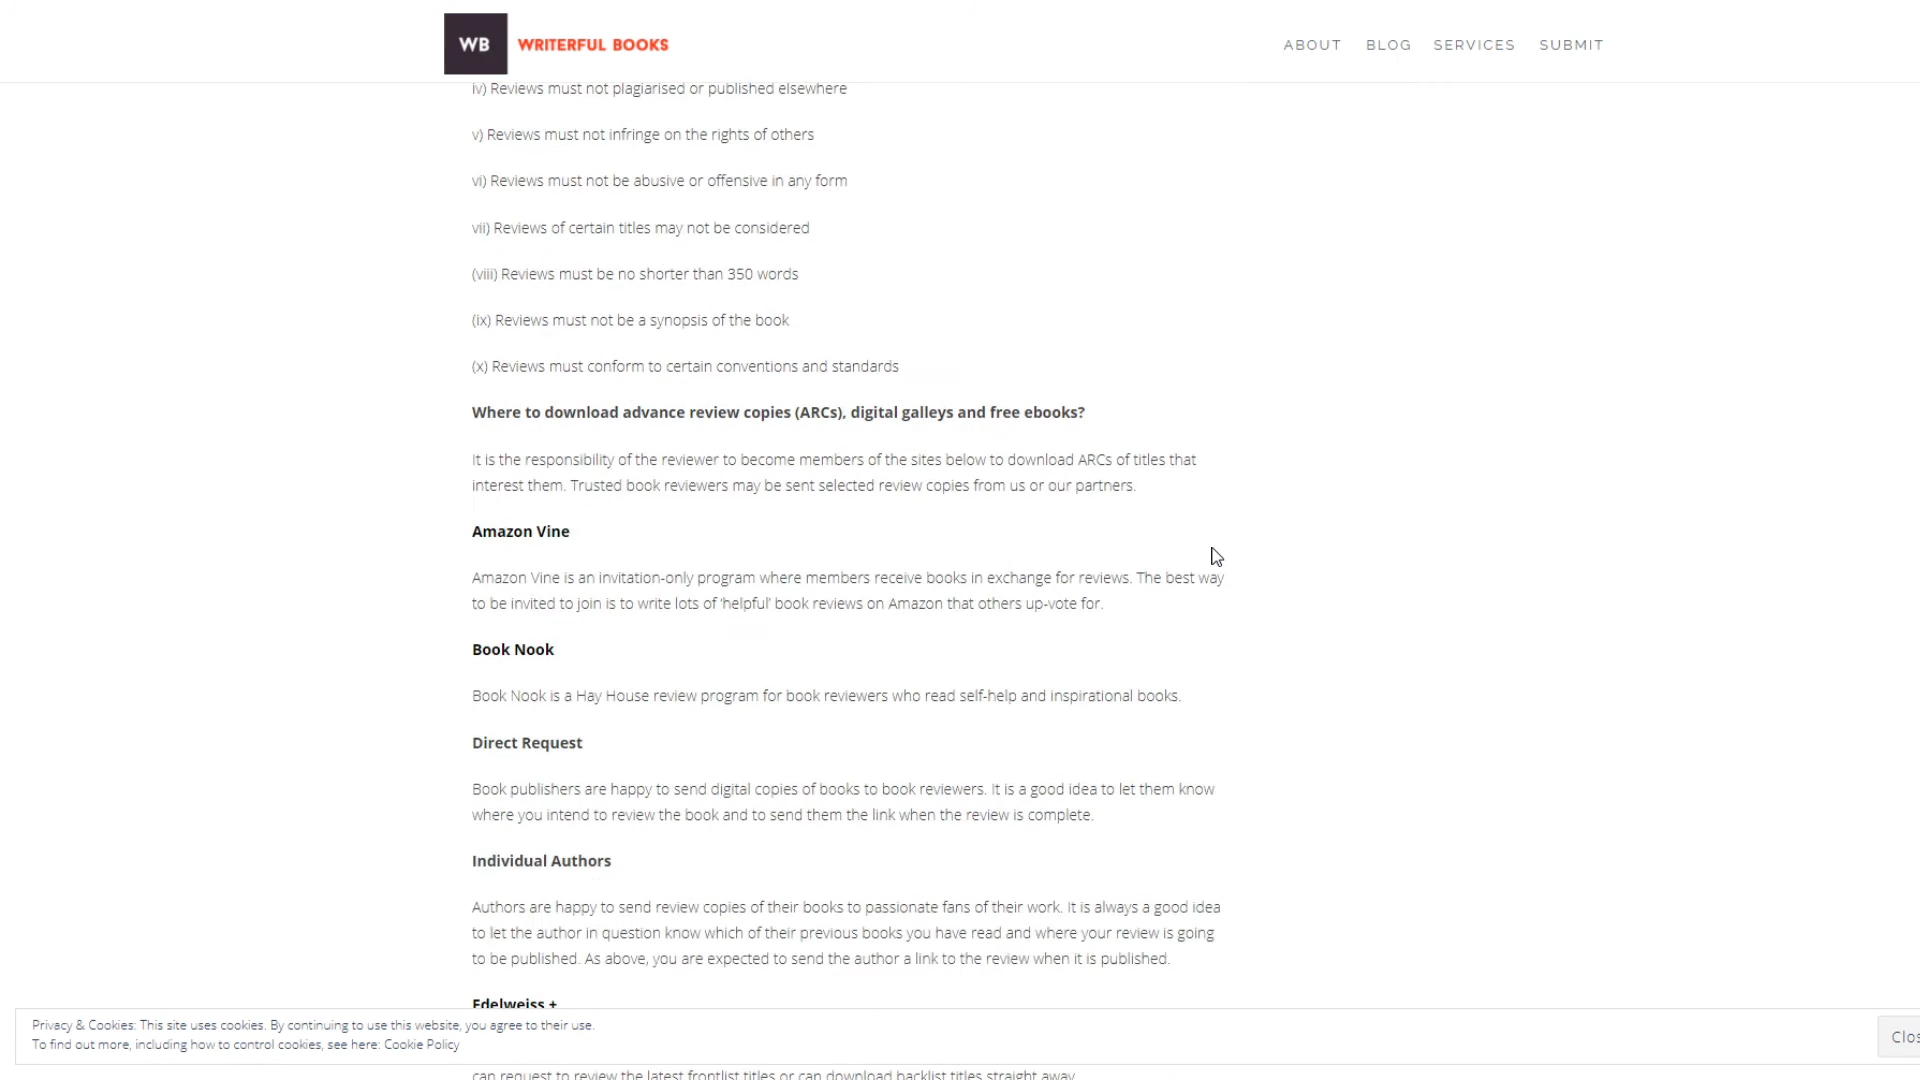 WB WRITERFUL BOOKS
ABOUT BLOG SERVICES SUBMIT
iv) Reviews must not plagiarised or published elsewhere
v) Reviews must not infringe on the rights of others
vi) Reviews must not be abusive or offensive in any form
vii) Reviews of certain titles may not be considered
(viii) Reviews must be no shorter than 350 words
(ix) Reviews must not be a synopsis of the book
(x) Reviews must conform to certain conventions and standards
Where to download advance review copies (ARCs), digital galleys and free ebooks?
It is the responsibility of the reviewer to become members of the sites below to download ARCs of titles that
interest them. Trusted book reviewers may be sent selected review copies from us or our partners.
Amazon Vine
Amazon Vine is an invitation-only program where members receive books in exchange for reviews. The best way
to be invited to join is to write lots of ‘helpful’ book reviews on Amazon that others up-vote for.
Book Nook
Book Nook is a Hay House review program for book reviewers who read self-help and inspirational books.
Direct Request
Book publishers are happy to send digital copies of books to book reviewers. It is a good idea to let them know
where you intend to review the book and to send them the link when the review is complete.
Individual Authors
Authors are happy to send review copies of their books to passionate fans of their work. It is always a good idea
to let the author in question know which of their previous books you have read and where your review is going
to be published. As above, you are expected to send the author a link to the review when it is published.
Edelweiss +
Privacy & Cookies: This site uses cookies. By continuing to use this website, you agree to their use.
To find out more, including how to control cookies, see here: Cookie Policy
Clos
can request to review the latest frontlist titles or can download backlist titles straight away.